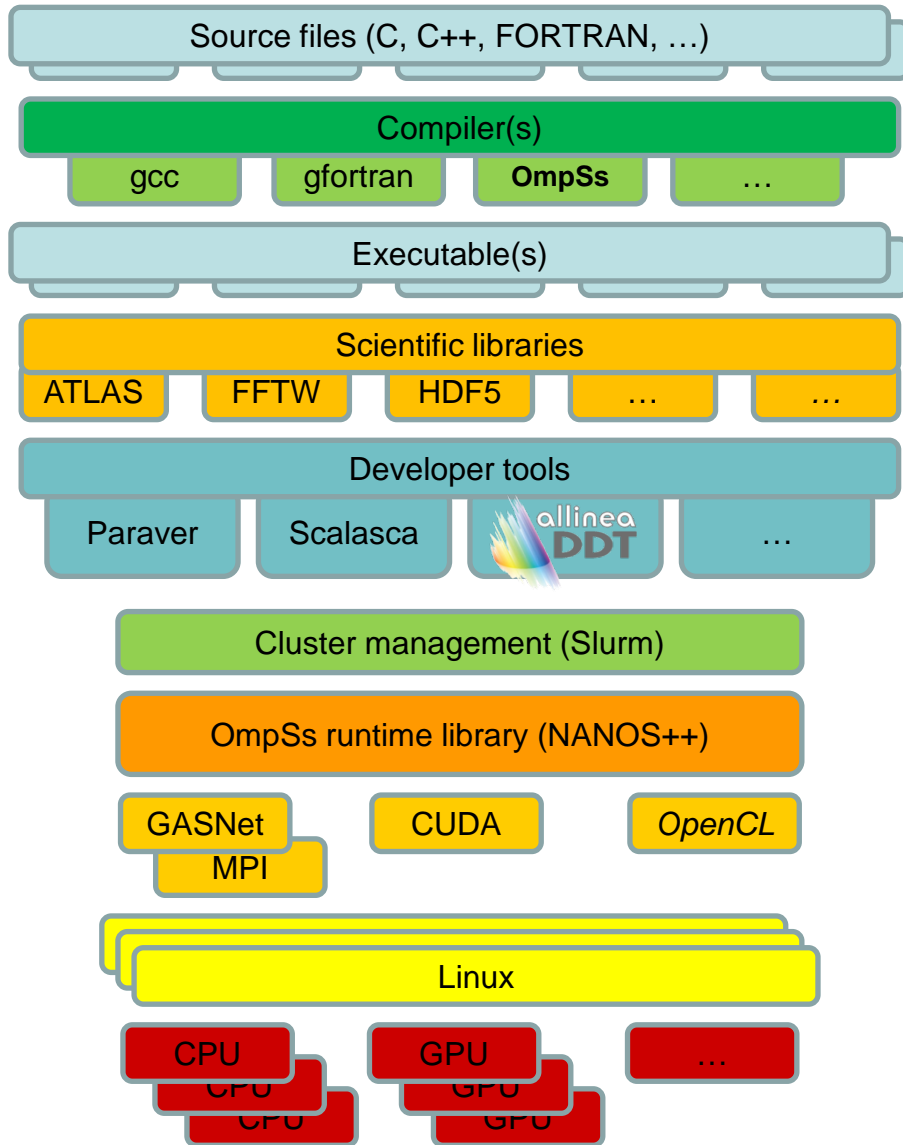 Source files (C, C++, FORTRAN, …)
Compiler(s)
gcc gfortran OmpSs …
Executable(s)
Scientific libraries
ATLAS FFTW HDF5 … …
Developer tools
Paraver Scalasca allinea DDT …
Cluster management (Slurm)
OmpSs runtime library (NANOS++)
GASNet CUDA OpenCL
MPI
Linux
CPU GPU …
CPU GPU
CPU GPU